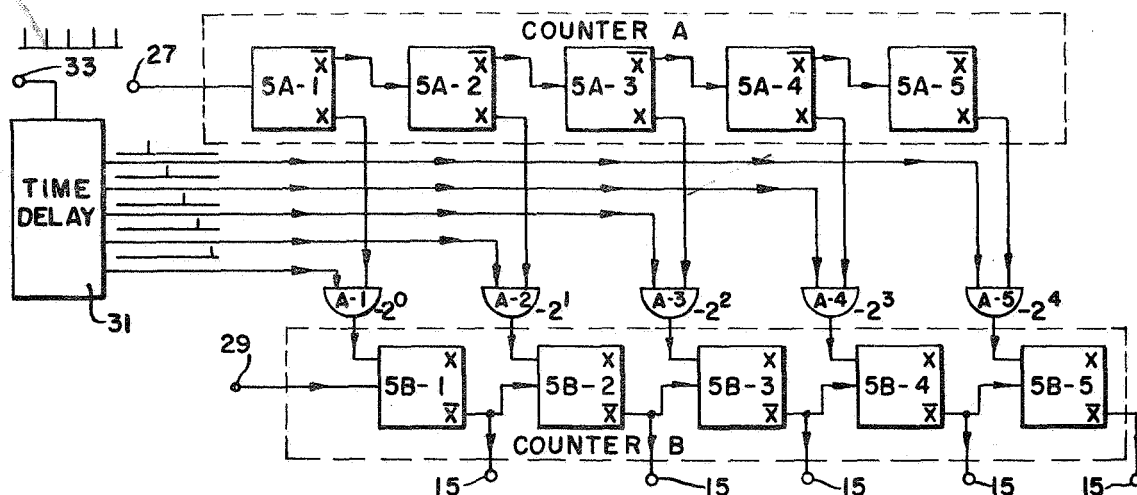 COUNTER A
33
27
5A-1 X̅ X
5A-2 X̅ X
5A-3 X̅ X
5A-4 X̅ X
5A-5 X̅ X
TIME
DELAY
31
A-1 -2⁰
A-2 -2¹
A-3 -2²
A-4 -2³
A-5 -2⁴
29
5B-1 X X̅
5B-2 X X̅
5B-3 X X̅
5B-4 X X̅
5B-5 X X̅
COUNTER B
15
15
15
15
15